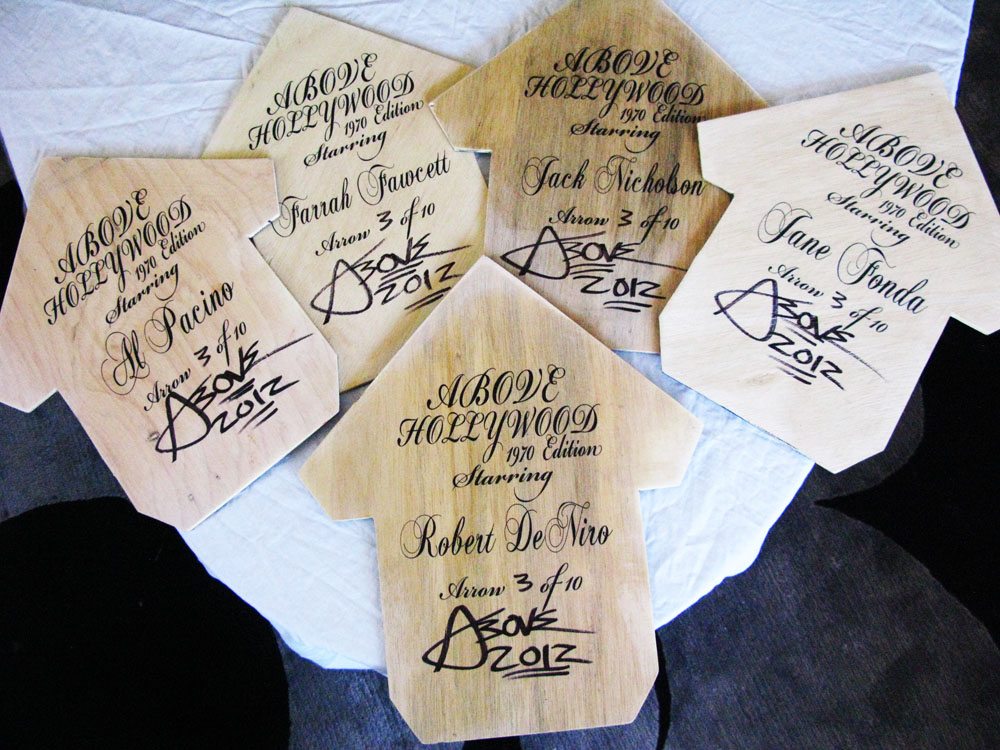 ABOVE
HOLLYWOOD
1970 Edition
Starring
Al Pacino
Arrow 3 of 10
ABOVE
2012
ABOVE
HOLLYWOOD
1970 Edition
Starring
Farrah Fawcett
Arrow 3 of 10
ABOVE
2012
ABOVE
HOLLYWOOD
1970 Edition
Starring
Jack Nicholson
Arrow 3 of 10
ABOVE
2012
ABOVE
HOLLYWOOD
1970 Edition
Starring
Jane Fonda
Arrow 3 of 10
ABOVE
2012
ABOVE
HOLLYWOOD
1970 Edition
Starring
Robert DeNiro
Arrow 3 of 10
ABOVE
2012